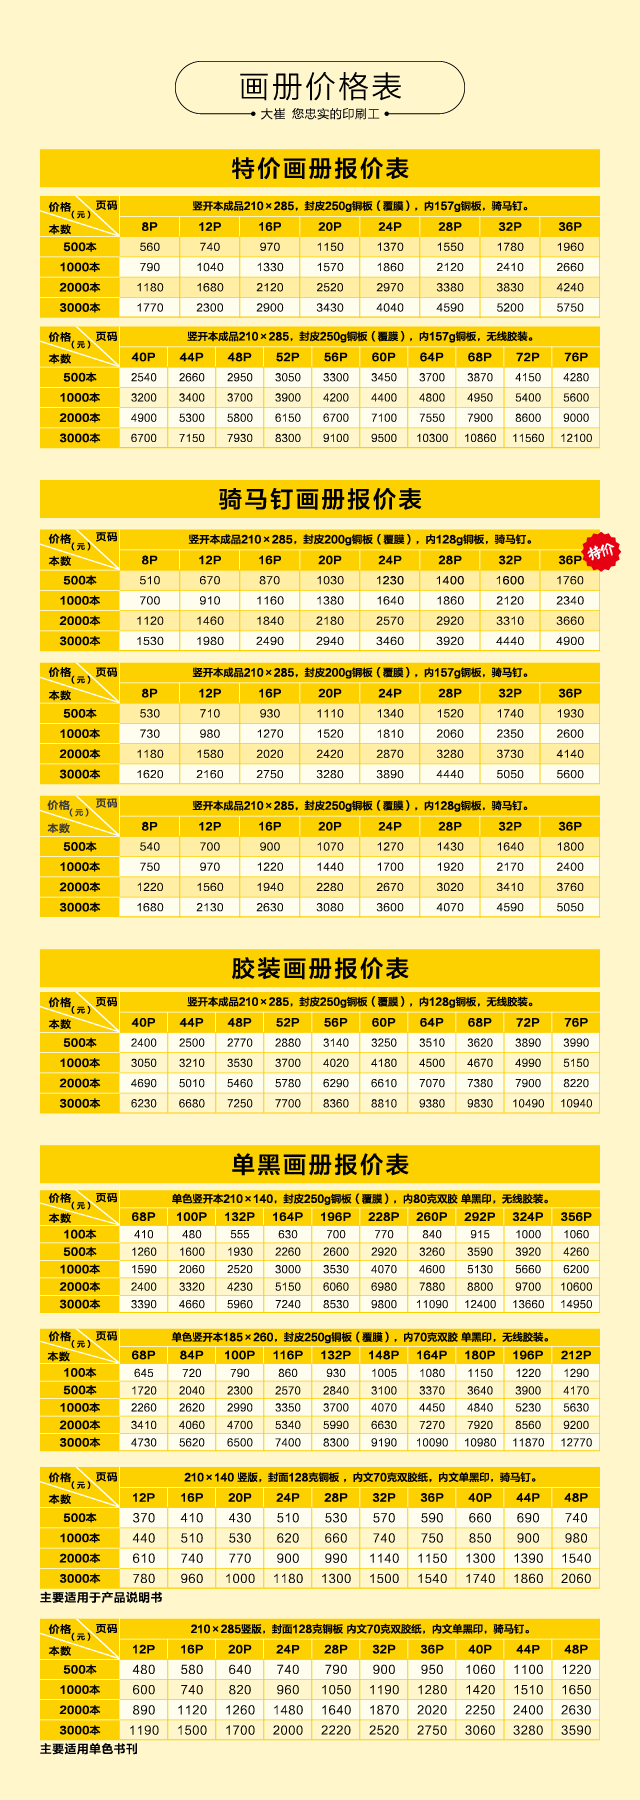 画册价格表
大崔 您忠实的印刷工
特价画册报价表
价格（元） 页码 本数 竖开本成品210×285，封皮250g铜板（覆膜），内157g铜板，骑马钉。
8P 12P 16P 20P 24P 28P 32P 36P
500本 560 740 970 1150 1370 1550 1780 1960
1000本 790 1040 1330 1570 1860 2120 2410 2660
2000本 1180 1680 2120 2520 2970 3380 3830 4240
3000本 1770 2300 2900 3430 4040 4590 5200 5750
价格（元） 页码 本数 竖开本成品210×285，封皮250g铜板（覆膜），内157g铜板，无线胶装。
40P 44P 48P 52P 56P 60P 64P 68P 72P 76P
500本 2540 2660 2950 3050 3300 3450 3700 3870 4150 4280
1000本 3200 3400 3700 3900 4200 4400 4800 4950 5400 5600
2000本 4900 5300 5800 6150 6700 7100 7550 7900 8600 9000
3000本 6700 7150 7930 8300 9100 9500 10300 10860 11560 12100
骑马钉画册报价表
价格（元） 页码 本数 竖开本成品210×285，封皮200g铜板（覆膜），内128g铜板，骑马钉。
特价
8P 12P 16P 20P 24P 28P 32P 36P
500本 510 670 870 1030 1230 1400 1600 1760
1000本 700 910 1160 1380 1640 1860 2120 2340
2000本 1120 1460 1840 2180 2570 2920 3310 3660
3000本 1530 1980 2490 2940 3460 3920 4440 4900
价格（元） 页码 本数 竖开本成品210×285，封皮200g铜板（覆膜），内157g铜板，骑马钉。
8P 12P 16P 20P 24P 28P 32P 36P
500本 530 710 930 1110 1340 1520 1740 1930
1000本 730 980 1270 1520 1810 2060 2350 2600
2000本 1180 1580 2020 2420 2870 3280 3730 4140
3000本 1620 2160 2750 3280 3890 4440 5050 5600
价格（元） 页码 本数 竖开本成品210×285，封皮250g铜板（覆膜），内128g铜板，骑马钉。
8P 12P 16P 20P 24P 28P 32P 36P
500本 540 700 900 1070 1270 1430 1640 1800
1000本 750 970 1220 1440 1700 1920 2170 2400
2000本 1220 1560 1940 2280 2670 3020 3410 3760
3000本 1680 2130 2630 3080 3600 4070 4590 5050
胶装画册报价表
价格（元） 页码 本数 竖开本成品210×285，封皮250g铜板（覆膜），内128g铜板，无线胶装。
40P 44P 48P 52P 56P 60P 64P 68P 72P 76P
500本 2400 2500 2770 2880 3140 3250 3510 3620 3890 3990
1000本 3050 3210 3530 3700 4020 4180 4500 4670 4990 5150
2000本 4690 5010 5460 5780 6290 6610 7070 7380 7900 8220
3000本 6230 6680 7250 7700 8360 8810 9380 9830 10490 10940
单黑画册报价表
价格（元） 页码 本数 单色竖开本210×140，封皮250g铜板（覆膜），内80克双胶 单黑印，无线胶装。
68P 100P 132P 164P 196P 228P 260P 292P 324P 356P
100本 410 480 555 630 700 770 840 915 1000 1060
500本 1260 1600 1930 2260 2600 2920 3260 3590 3920 4260
1000本 1590 2060 2520 3000 3530 4070 4600 5130 5660 6200
2000本 2400 3320 4230 5150 6060 6980 7880 8800 9700 10600
3000本 3390 4660 5960 7240 8530 9800 11090 12400 13660 14950
价格（元） 页码 本数 单色竖开本185×260，封皮250g铜板（覆膜），内70克双胶 单黑印，无线胶装。
68P 84P 100P 116P 132P 148P 164P 180P 196P 212P
100本 645 720 790 860 930 1005 1080 1150 1220 1290
500本 1720 2040 2300 2570 2840 3100 3370 3640 3900 4170
1000本 2260 2620 2990 3350 3700 4070 4450 4840 5230 5630
2000本 3410 4060 4700 5340 5990 6630 7270 7920 8560 9200
3000本 4730 5620 6500 7400 8300 9190 10090 10980 11870 12770
价格（元） 页码 本数 210×140 竖版，封面128克铜板 ，内文70克双胶纸，内文单黑印，骑马钉。
12P 16P 20P 24P 28P 32P 36P 40P 44P 48P
500本 370 410 430 510 530 570 590 660 690 740
1000本 440 510 530 620 660 740 750 850 900 980
2000本 610 740 770 900 990 1140 1150 1300 1390 1540
3000本 780 960 1000 1180 1300 1500 1540 1740 1860 2060
主要适用于产品说明书
价格（元） 页码 本数 210×285竖版，封面128克铜板 内文70克双胶纸，内文单黑印，骑马钉。
12P 16P 20P 24P 28P 32P 36P 40P 44P 48P
500本 480 580 640 740 790 900 950 1060 1100 1220
1000本 600 740 820 960 1050 1190 1280 1420 1510 1650
2000本 890 1120 1260 1480 1640 1870 2020 2250 2400 2630
3000本 1190 1500 1700 2000 2220 2520 2750 3060 3280 3590
主要适用单色书刊